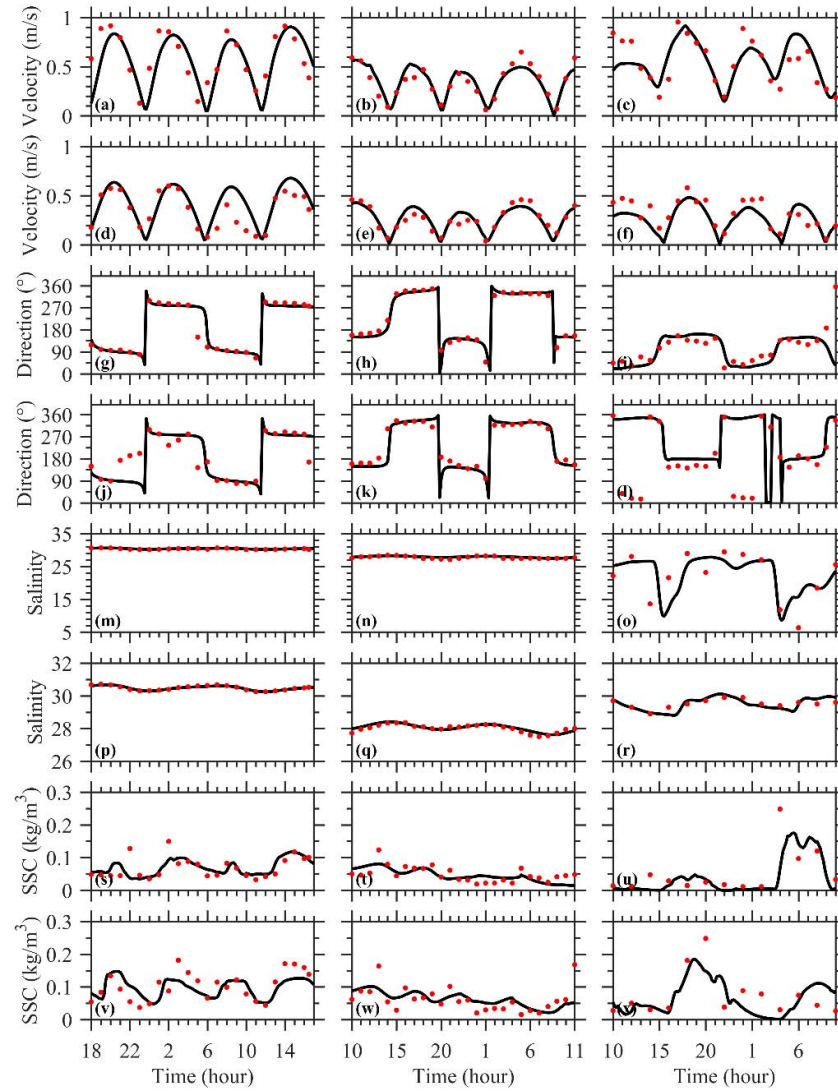 Velocity (m/s)
1
0.5
0
(a)
(b)
(c)
Velocity (m/s)
1
0.5
0
(d)
(e)
(f)
Direction (°)
360
270
180
90
0
(g)
(h)
(i)
Direction (°)
360
270
180
90
0
(j)
(k)
(l)
Salinity
35
25
15
5
(m)
(n)
(o)
Salinity
32
30
28
26
(p)
(q)
(r)
SSC (kg/m³)
0.3
0.2
0.1
0
(s)
(t)
(u)
SSC (kg/m³)
0.3
0.2
0.1
0
(v)
(w)
(x)
18 22 2 6 10 14
10 15 20 1 6 11
10 15 20 1 6
Time (hour) Time (hour) Time (hour)